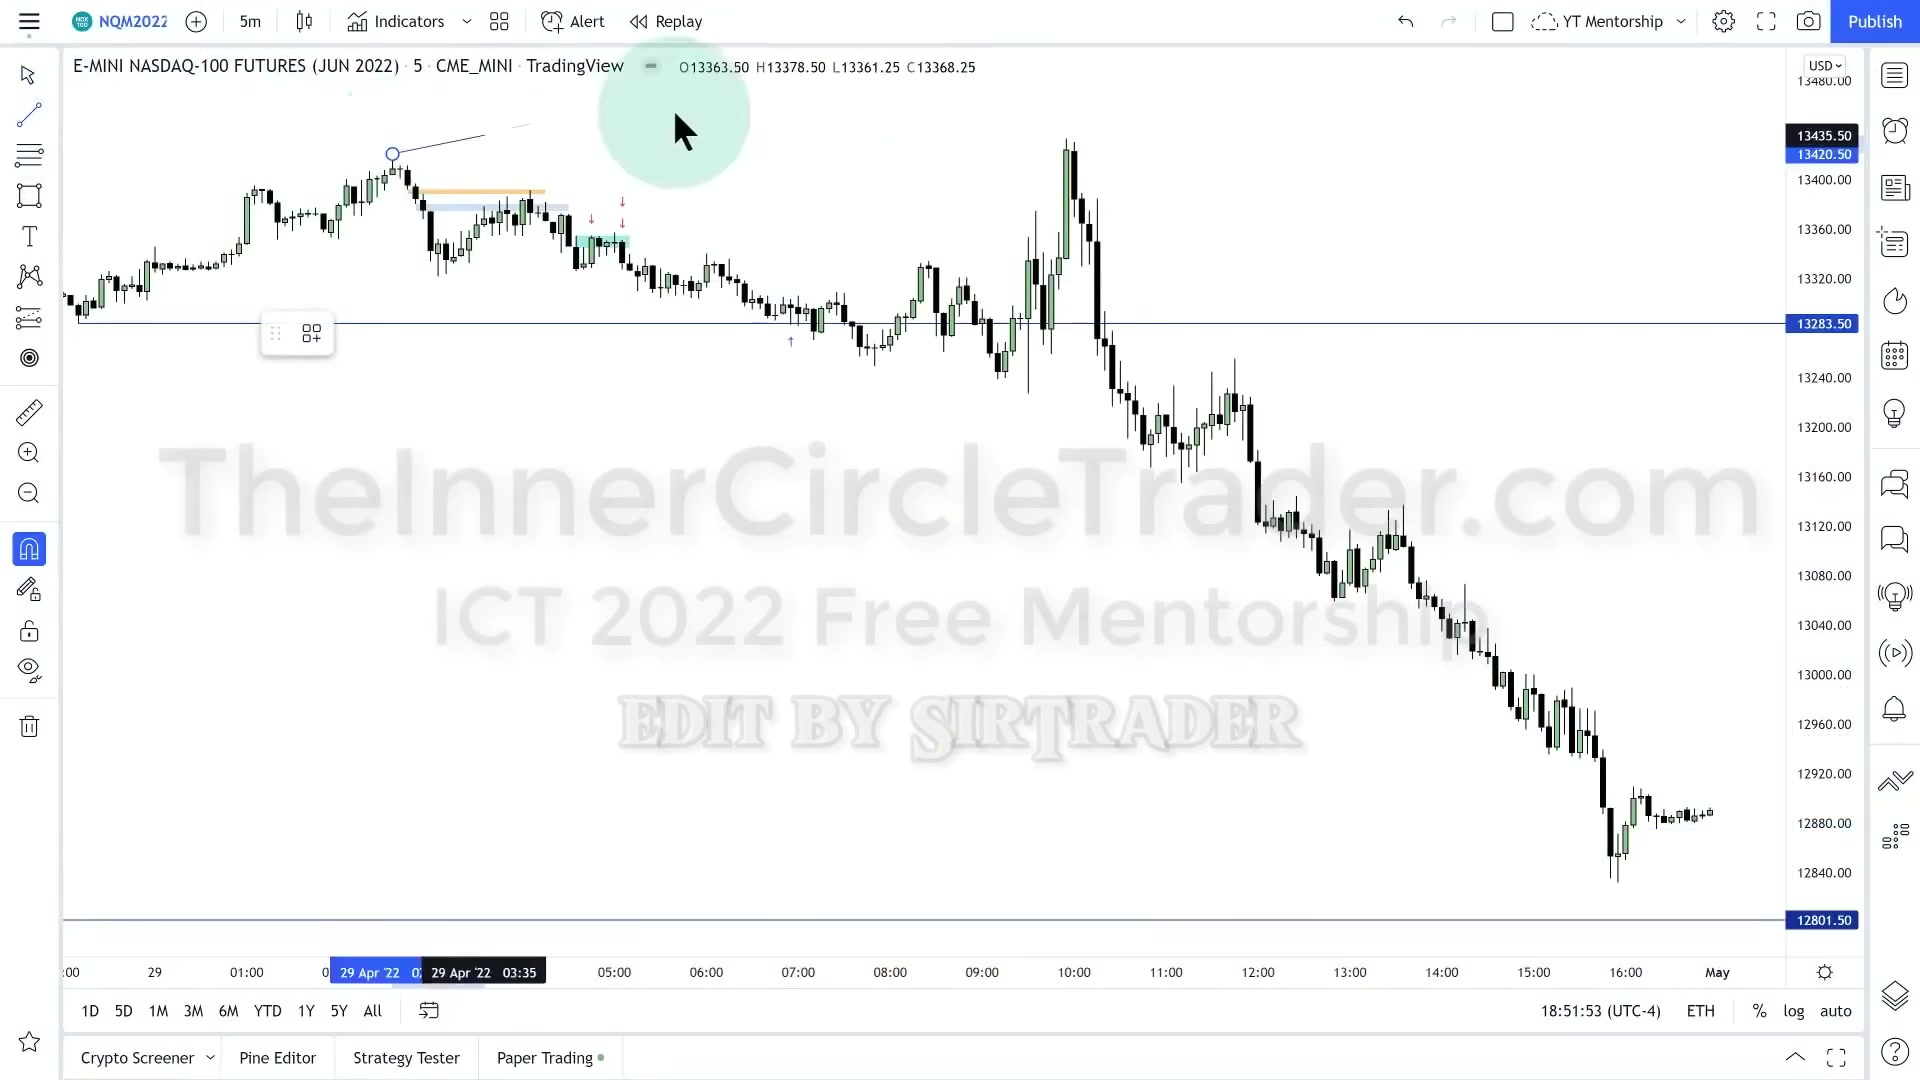 NQM2022 5m Indicators Alert Replay YT Mentorship Publish
E-MINI NASDAQ-100 FUTURES (JUN 2022) · 5 · CME_MINI · TradingView O13363.50 H13378.50 L13361.25 C13368.25
USD
13480.00
13435.50
13420.50
13400.00
13360.00
13320.00
13283.50
13240.00
13200.00
13160.00
13120.00
13080.00
13040.00
13000.00
12960.00
12920.00
12880.00
12840.00
12801.50
TheInnerCircleTrader.com
ICT 2022 Free Mentorship
EDIT BY SIRTRADER
:00 29 01:00 29 Apr '22 29 Apr '22 03:35 05:00 06:00 07:00 08:00 09:00 10:00 11:00 12:00 13:00 14:00 15:00 16:00 May
1D 5D 1M 3M 6M YTD 1Y 5Y All 18:51:53 (UTC-4) ETH % log auto
Crypto Screener Pine Editor Strategy Tester Paper Trading